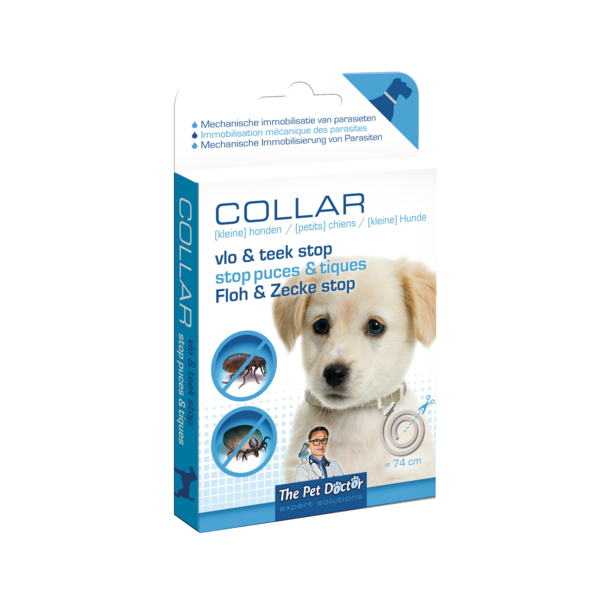 Mechanische immobilisatie van parasieten
Immobilisation mécanique des parasites
Mechanische Immobilisierung von Parasiten
COLLAR
(kleine) honden / (petits) chiens / (kleine) Hunde
vlo & teek stop
stop puces & tiques
Floh & Zecke stop
= 74 cm
The Pet Doctor
expert solutions
COLLAR
vlo & teek stop
stop puces & tiques